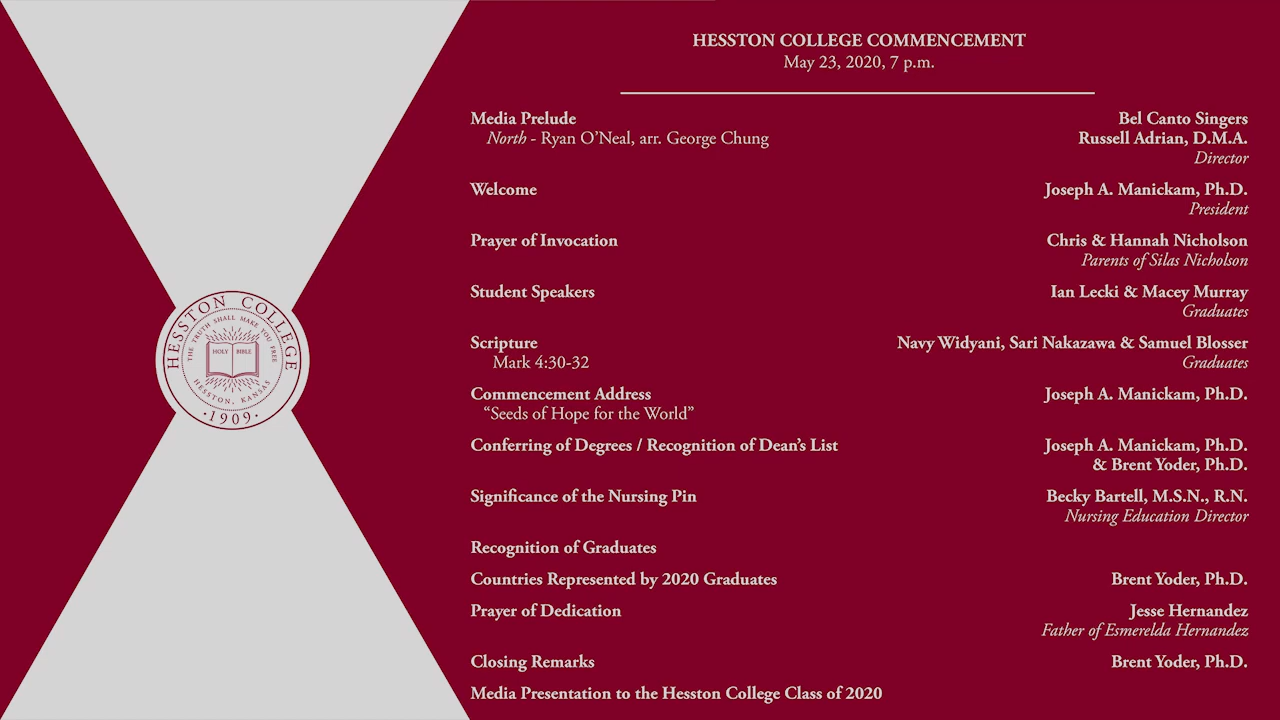 HESSTON COLLEGE COMMENCEMENT
May 23, 2020, 7 p.m.
Media Prelude Bel Canto Singers
North - Ryan O’Neal, arr. George Chung Russell Adrian, D.M.A.
Director
Welcome Joseph A. Manickam, Ph.D.
President
Prayer of Invocation Chris & Hannah Nicholson
Parents of Silas Nicholson
Student Speakers Ian Lecki & Macey Murray
Graduates
Scripture Navy Widyani, Sari Nakazawa & Samuel Blosser
Mark 4:30-32 Graduates
Commencement Address Joseph A. Manickam, Ph.D.
“Seeds of Hope for the World”
Conferring of Degrees / Recognition of Dean’s List Joseph A. Manickam, Ph.D.
& Brent Yoder, Ph.D.
Significance of the Nursing Pin Becky Bartell, M.S.N., R.N.
Nursing Education Director
Recognition of Graduates
Countries Represented by 2020 Graduates Brent Yoder, Ph.D.
Prayer of Dedication Jesse Hernandez
Father of Esmerelda Hernandez
Closing Remarks Brent Yoder, Ph.D.
Media Presentation to the Hesston College Class of 2020
HESSTON COLLEGE
THE TRUTH SHALL MAKE YOU FREE
HOLY BIBLE
HESSTON, KANSAS
·1909·